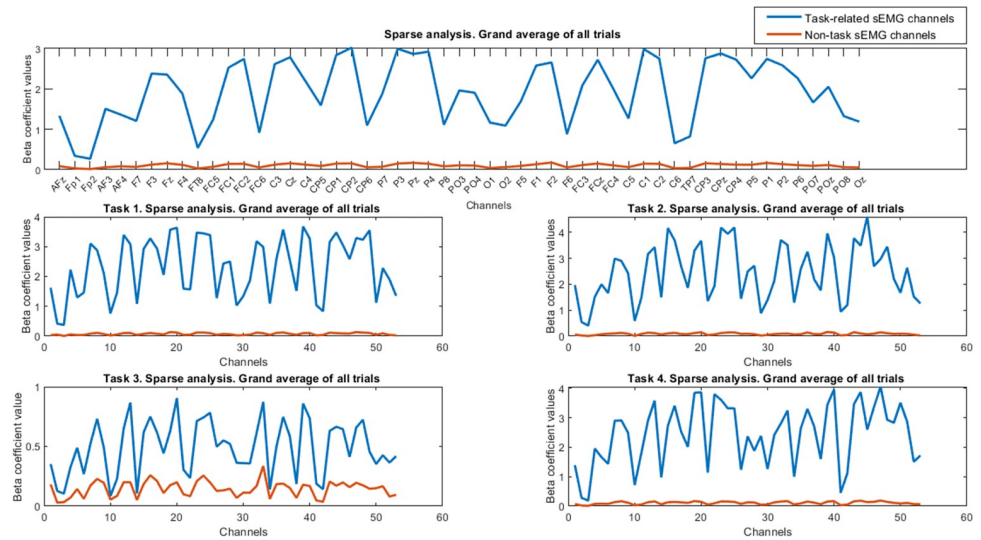 Task-related sEMG channels
Non-task sEMG channels
Sparse analysis. Grand average of all trials
Beta coefficient values
3
2
1
0
AFz Fp1 Fp2 AF3 AF4 F7 F3 Fz F4 FT8 FC5 FC1 FC2 FC6 C3 Cz C4 CP5 CP1 CP2 CP6 P7 P3 P4 P8 PO3 PO4 O1 O2 F5 F1 F2 F6 FC3 FCz FC4 C5 C1 C2 C6 TP7 CP3 CPz CP4 P5 P1 P2 P6 PO7 POz PO8 Oz
Channels
Task 1. Sparse analysis. Grand average of all trials
Beta coefficient values
4
3
2
1
0
0 10 20 30 40 50 60
Channels
Task 2. Sparse analysis. Grand average of all trials
Beta coefficient values
4
3
2
1
0
0 10 20 30 40 50 60
Channels
Task 3. Sparse analysis. Grand average of all trials
Beta coefficient value
1
0.5
0
0 10 20 30 40 50 60
Channels
Task 4. Sparse analysis. Grand average of all trials
Beta coefficient values
4
3
2
1
0
0 10 20 30 40 50 60
Channels